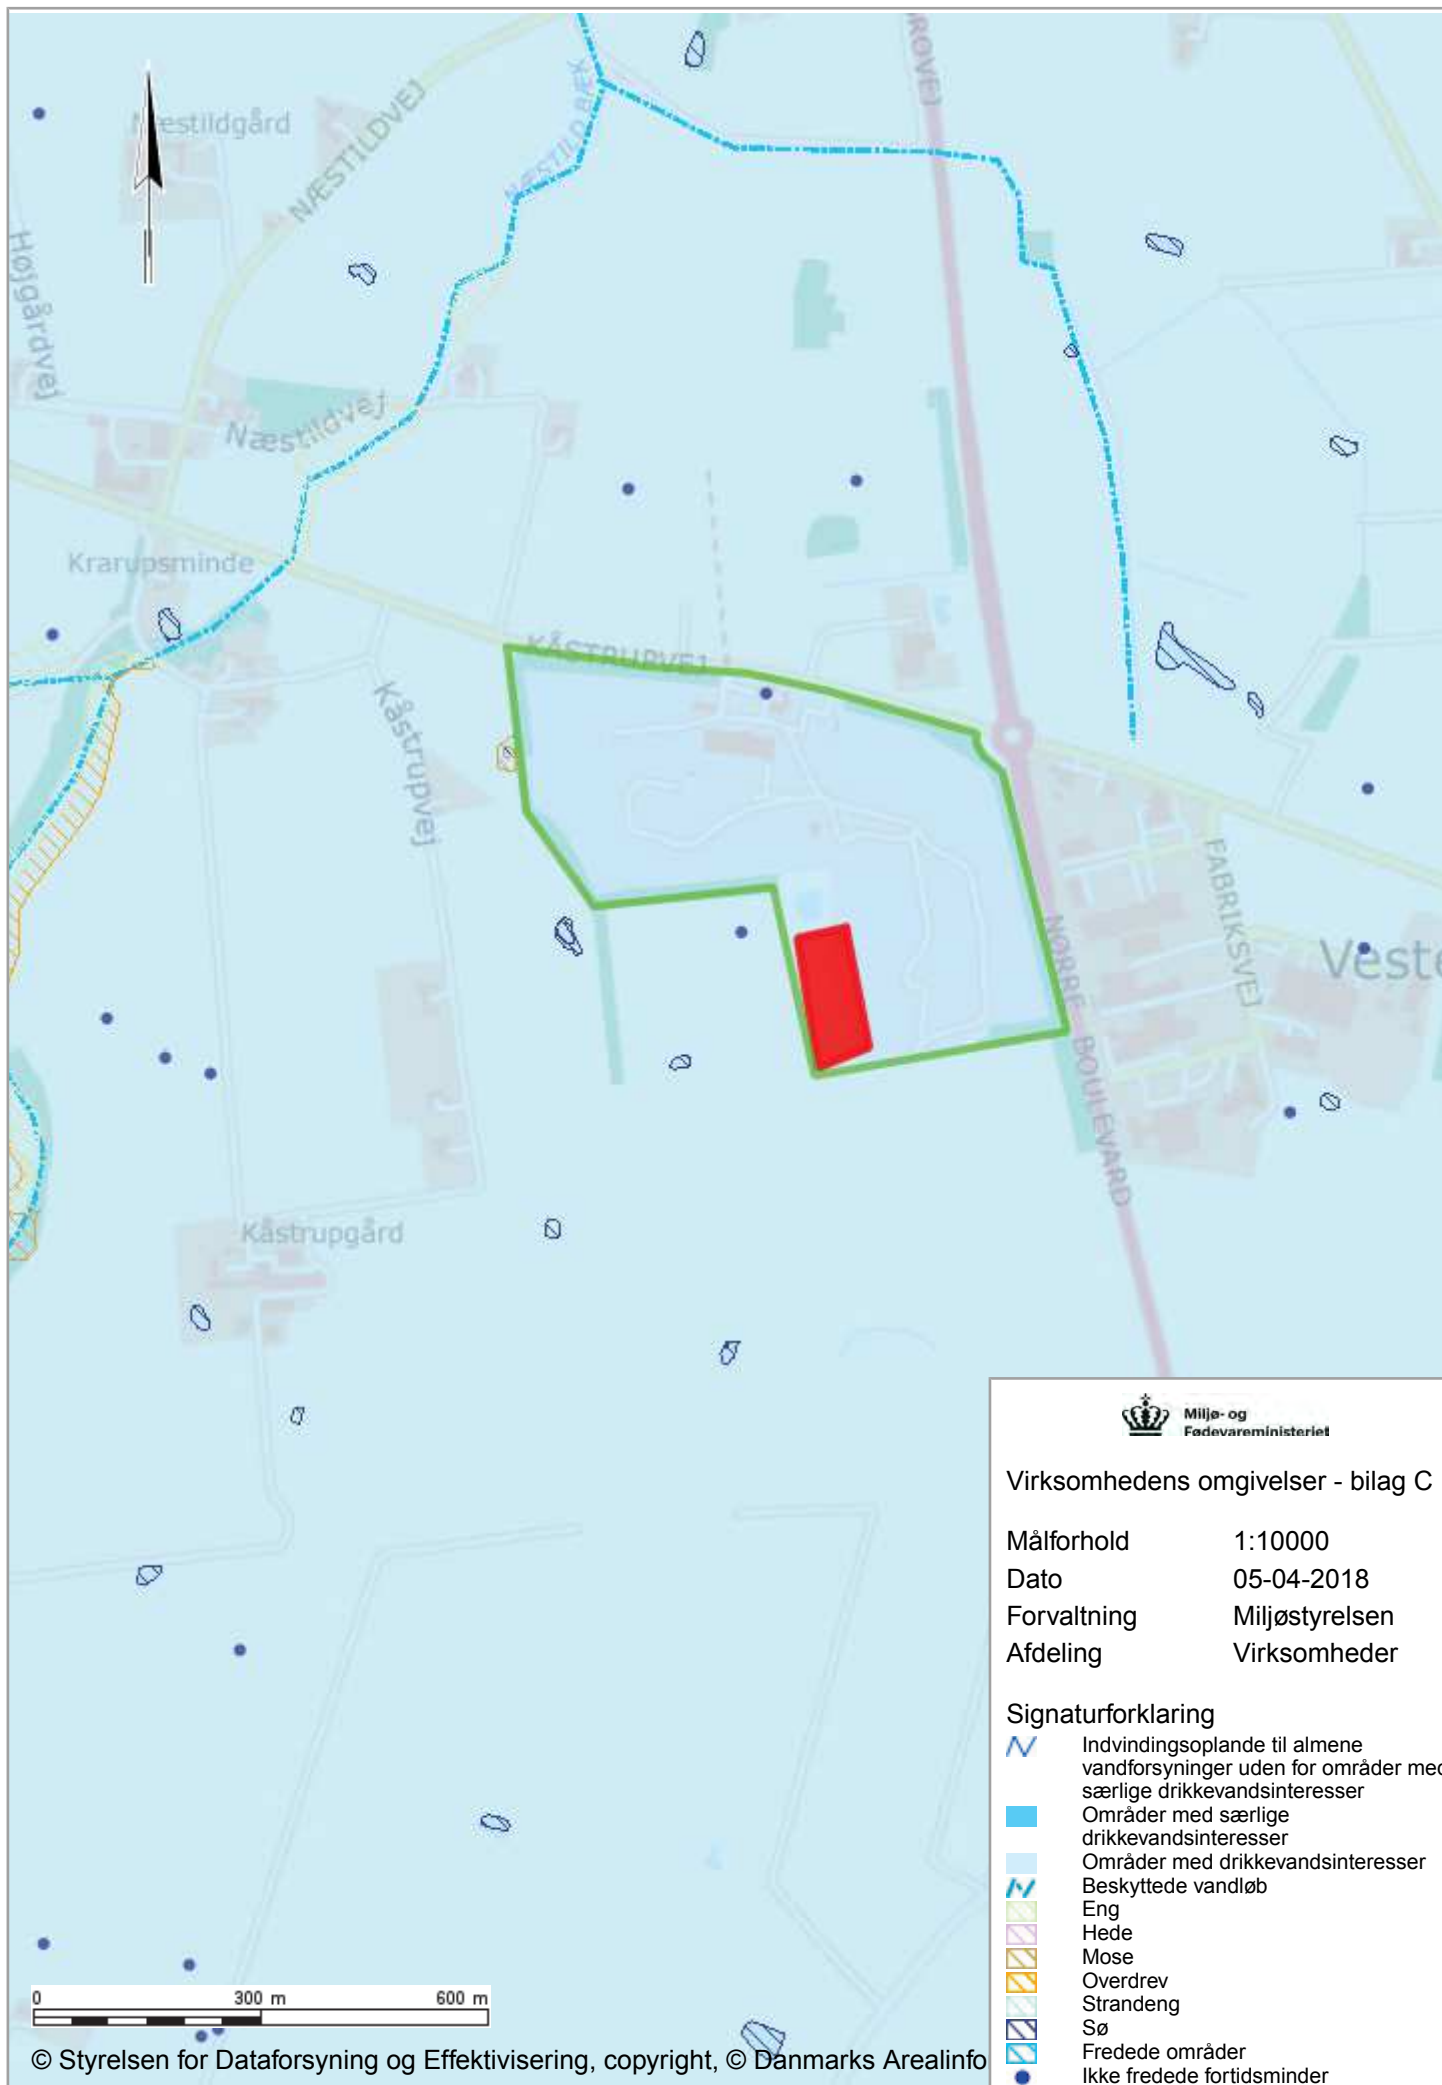 ROVEJ
Næstildgård
NÆSTILDVEJ
NÆSTILD BÆK
Højgårdvej
Næstildvej
Krarupsminde
KÅSTRUPVEJ
Kåstrupvej
FABRIKSVEJ
Veste
NØRRE BOULEVARD
Kåstrupgård
Miljø- og
Fødevareministeriet
Virksomhedens omgivelser - bilag C
Målforhold 1:10000
Dato 05-04-2018
Forvaltning Miljøstyrelsen
Afdeling Virksomheder
Signaturforklaring
Indvindingsoplande til almene
vandforsyninger uden for områder med
særlige drikkevandsinteresser
Områder med særlige
drikkevandsinteresser
Områder med drikkevandsinteresser
Beskyttede vandløb
Eng
Hede
Mose
Overdrev
Strandeng
Sø
Fredede områder
Ikke fredede fortidsminder
0 300 m 600 m
© Styrelsen for Dataforsyning og Effektivisering, copyright, © Danmarks Arealinfo